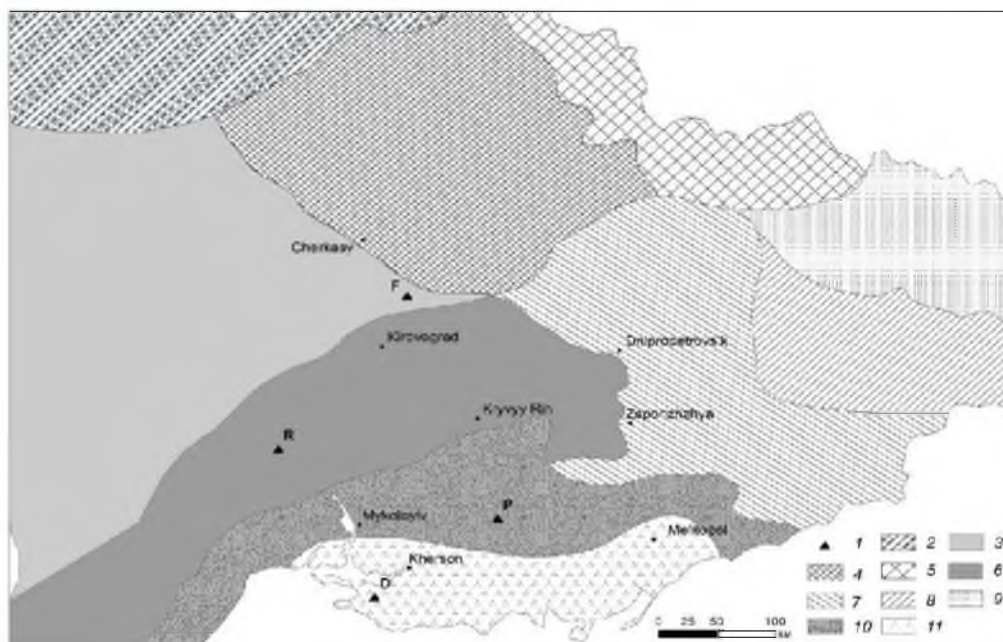 Cherkasy
F
Kirovograd
Dnipropetrovsk
Kryvyy Rih
Zaporizhzhya
R
P
Mykolayiv
Melitopol
Kherson
D
1 2 3
4 5 6
7 8 9
10 11
0 25 50 100
км